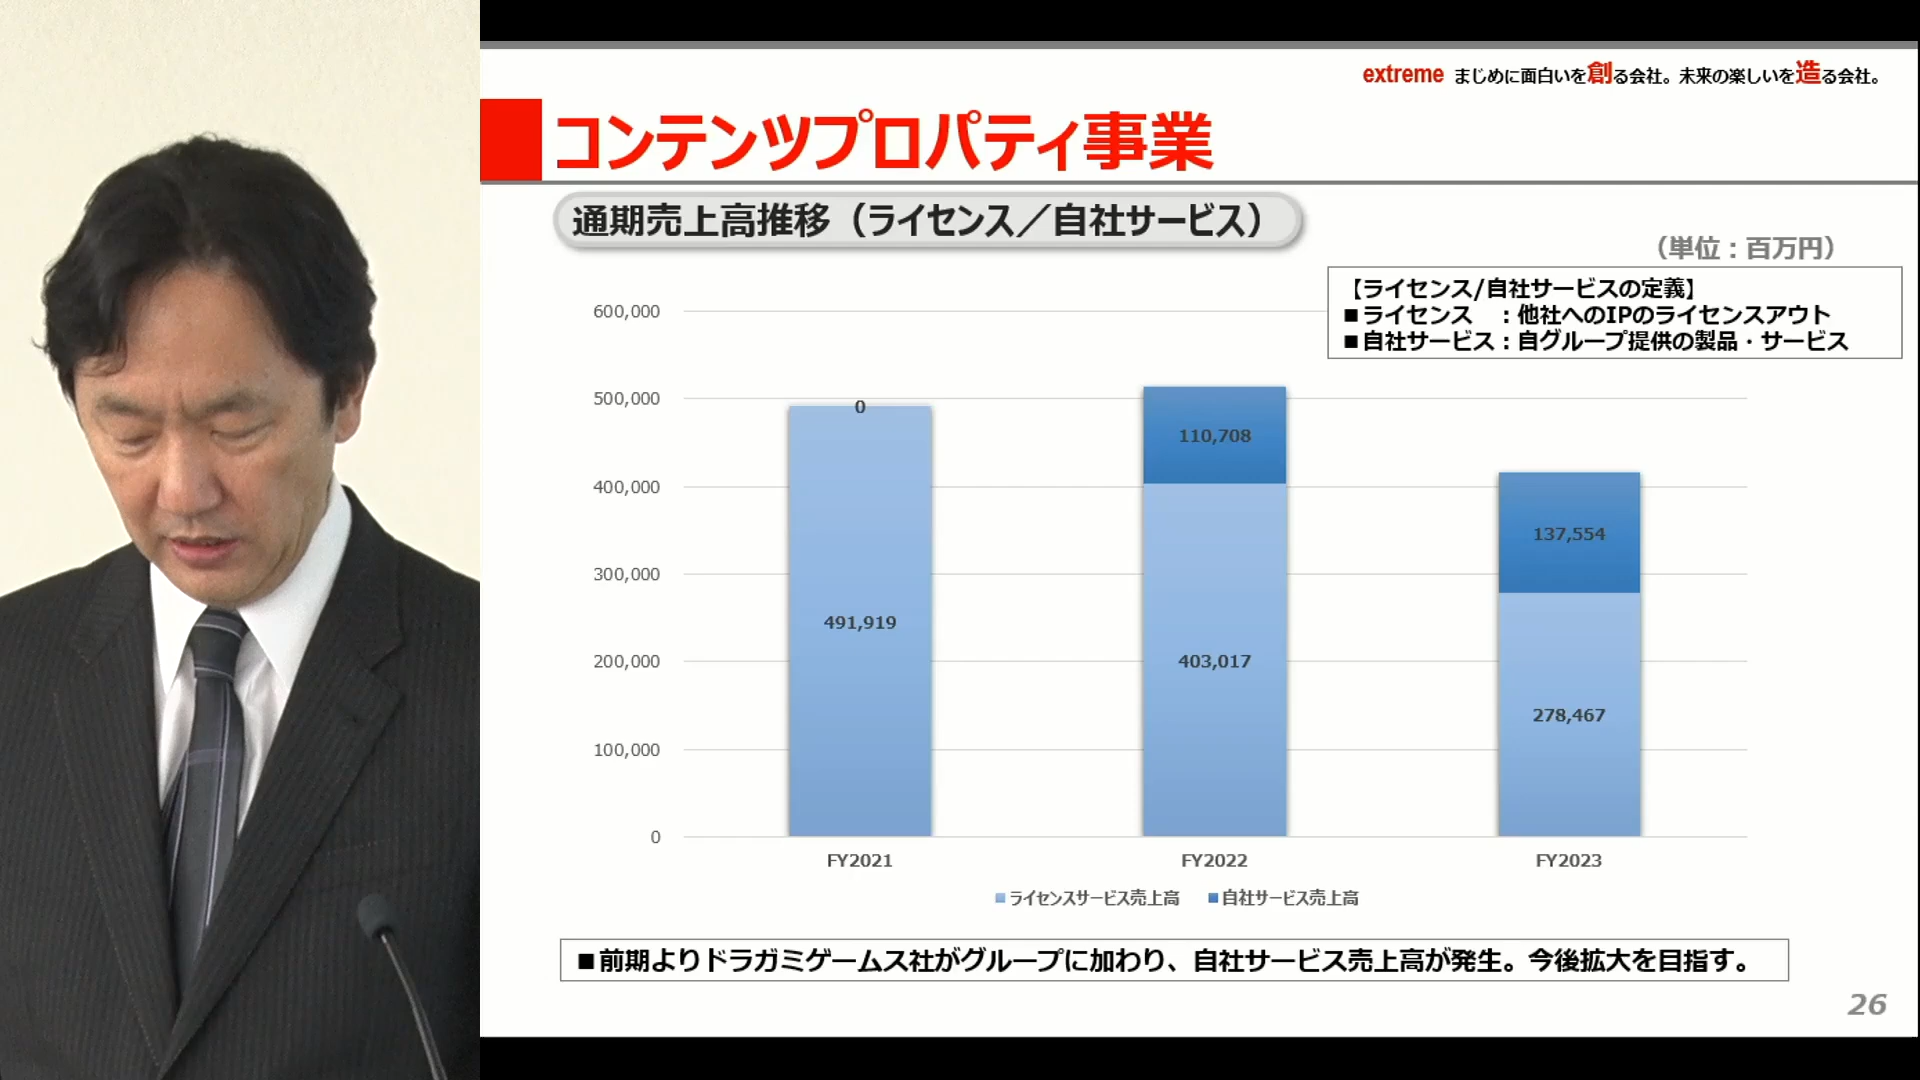 extreme まじめに面白いを創る会社。未来の楽しいを造る会社。
コンテンツプロパティ事業
通期売上高推移（ライセンス／自社サービス）
（単位：百万円）
【ライセンス/自社サービスの定義】
■ライセンス　：他社へのIPのライセンスアウト
■自社サービス：自グループ提供の製品・サービス
600,000
500,000
400,000
300,000
200,000
100,000
0
0
491,919
110,708
403,017
137,554
278,467
FY2021
FY2022
FY2023
ライセンスサービス売上高
自社サービス売上高
■前期よりドラガミゲームス社がグループに加わり、自社サービス売上高が発生。今後拡大を目指す。
26